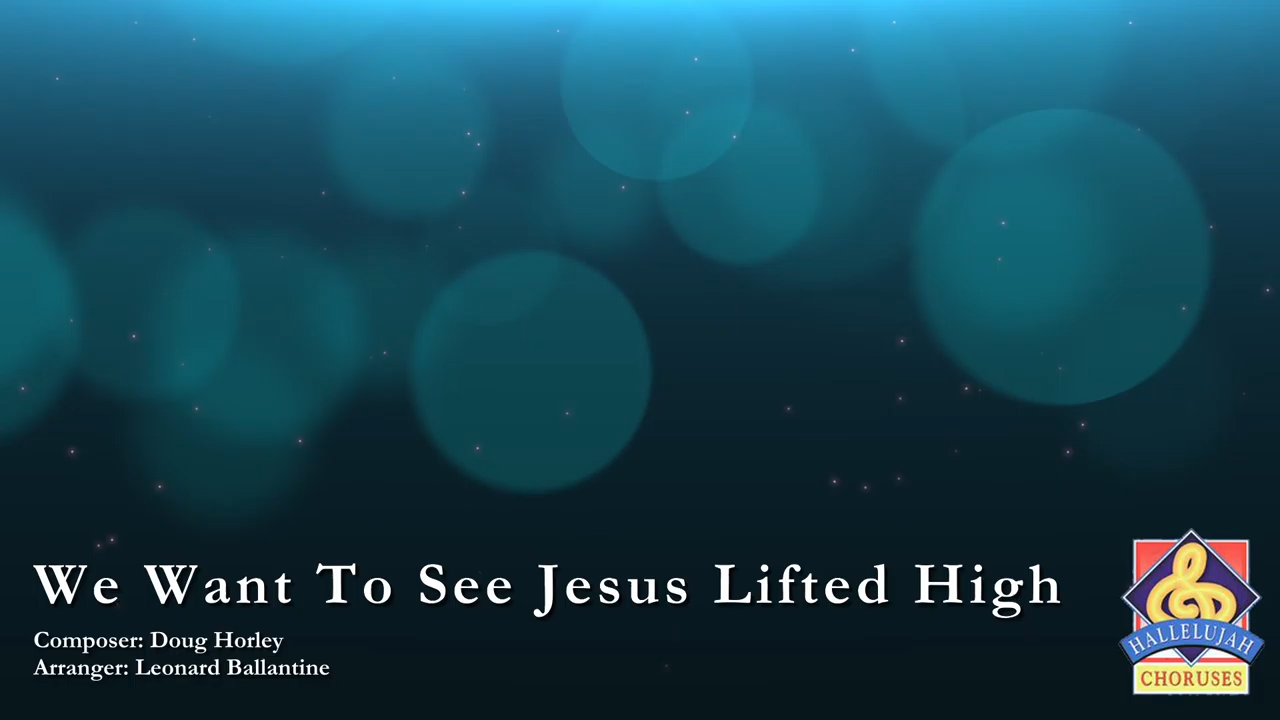 We Want To See Jesus Lifted High
Composer: Doug Horley
Arranger: Leonard Ballantine
HALLELUJAH
CHORUSES